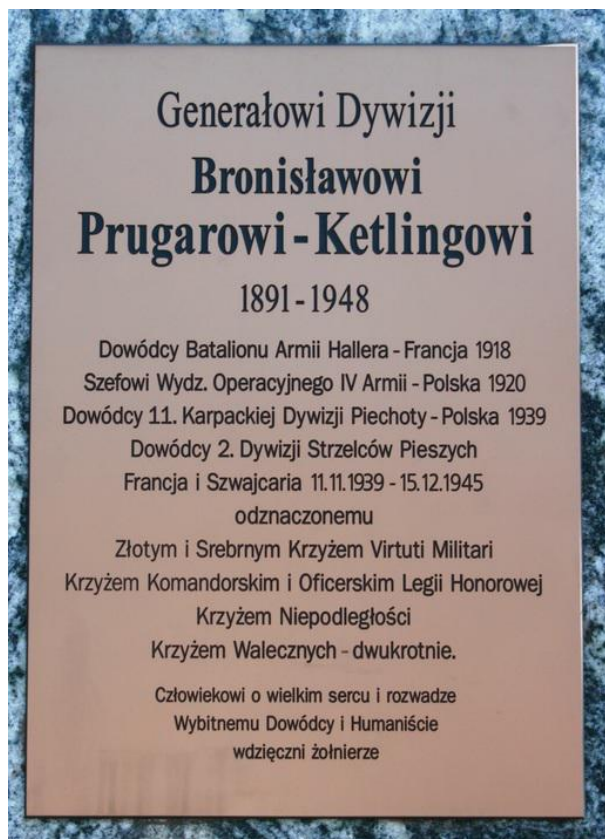 Generałowi Dywizji
Bronisławowi
Prugarowi-Ketlingowi
1891-1948
Dowódcy Batalionu Armii Hallera - Francja 1918
Szefowi Wydz. Operacyjnego IV Armii - Polska 1920
Dowódcy 11. Karpackiej Dywizji Piechoty - Polska 1939
Dowódcy 2. Dywizji Strzelców Pieszych
Francja i Szwajcaria 11.11.1939 - 15.12.1945
odznaczonemu
Złotym i Srebrnym Krzyżem Virtuti Militari
Krzyżem Komandorskim i Oficerskim Legii Honorowej
Krzyżem Niepodległości
Krzyżem Walecznych - dwukrotnie.
Człowiekowi o wielkim sercu i rozwadze
Wybitnemu Dowódcy i Humaniście
wdzięczni żołnierze